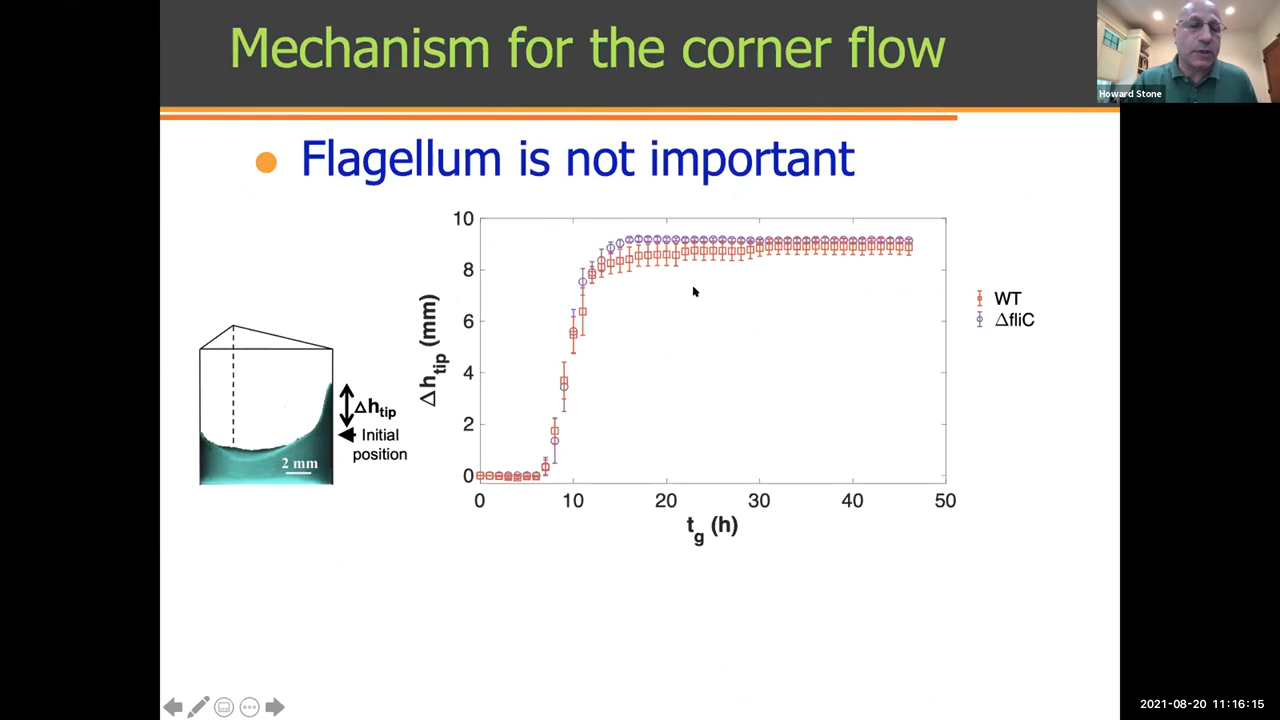 Mechanism for the corner flow
Howard Stone
Flagellum is not important
10
8
6
4
2
0
Δh_tip (mm)
0 10 20 30 40 50
t_g (h)
WT
ΔfliC
Δh_tip
Initial
position
2 mm
2021-08-20 11:16:15